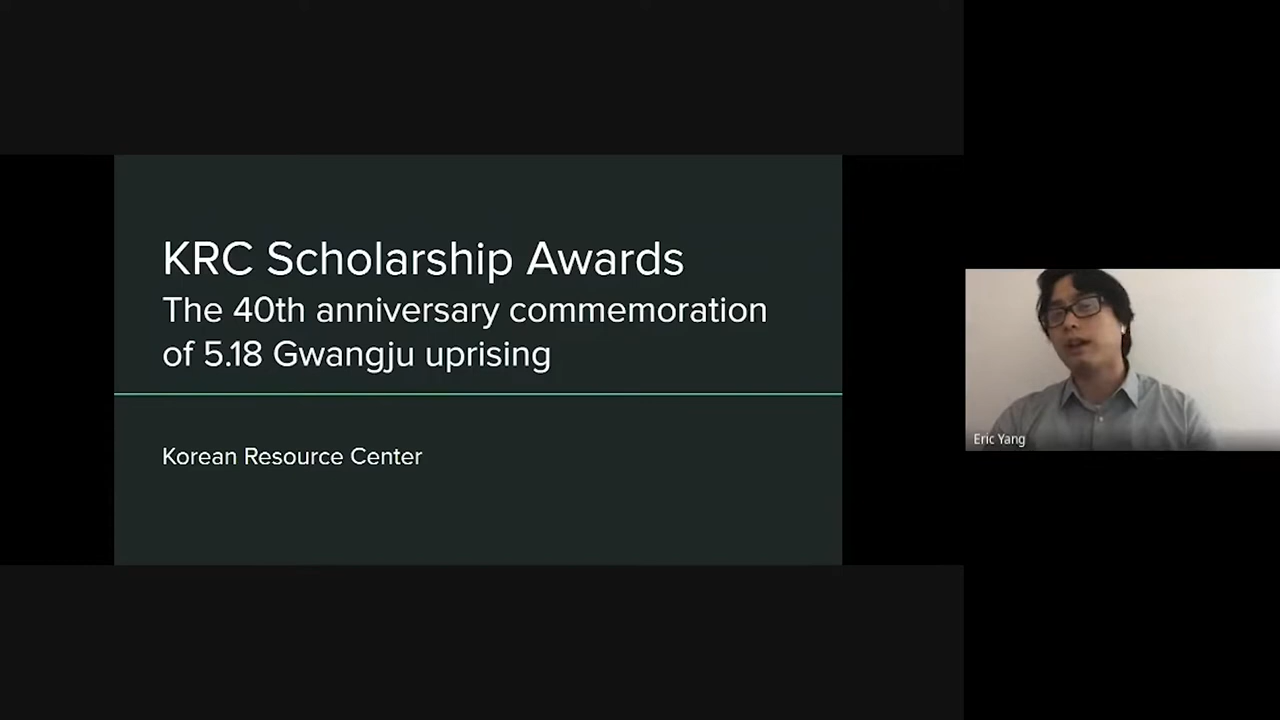 KRC Scholarship Awards
The 40th anniversary commemoration
of 5.18 Gwangju uprising
Korean Resource Center
Eric Yang